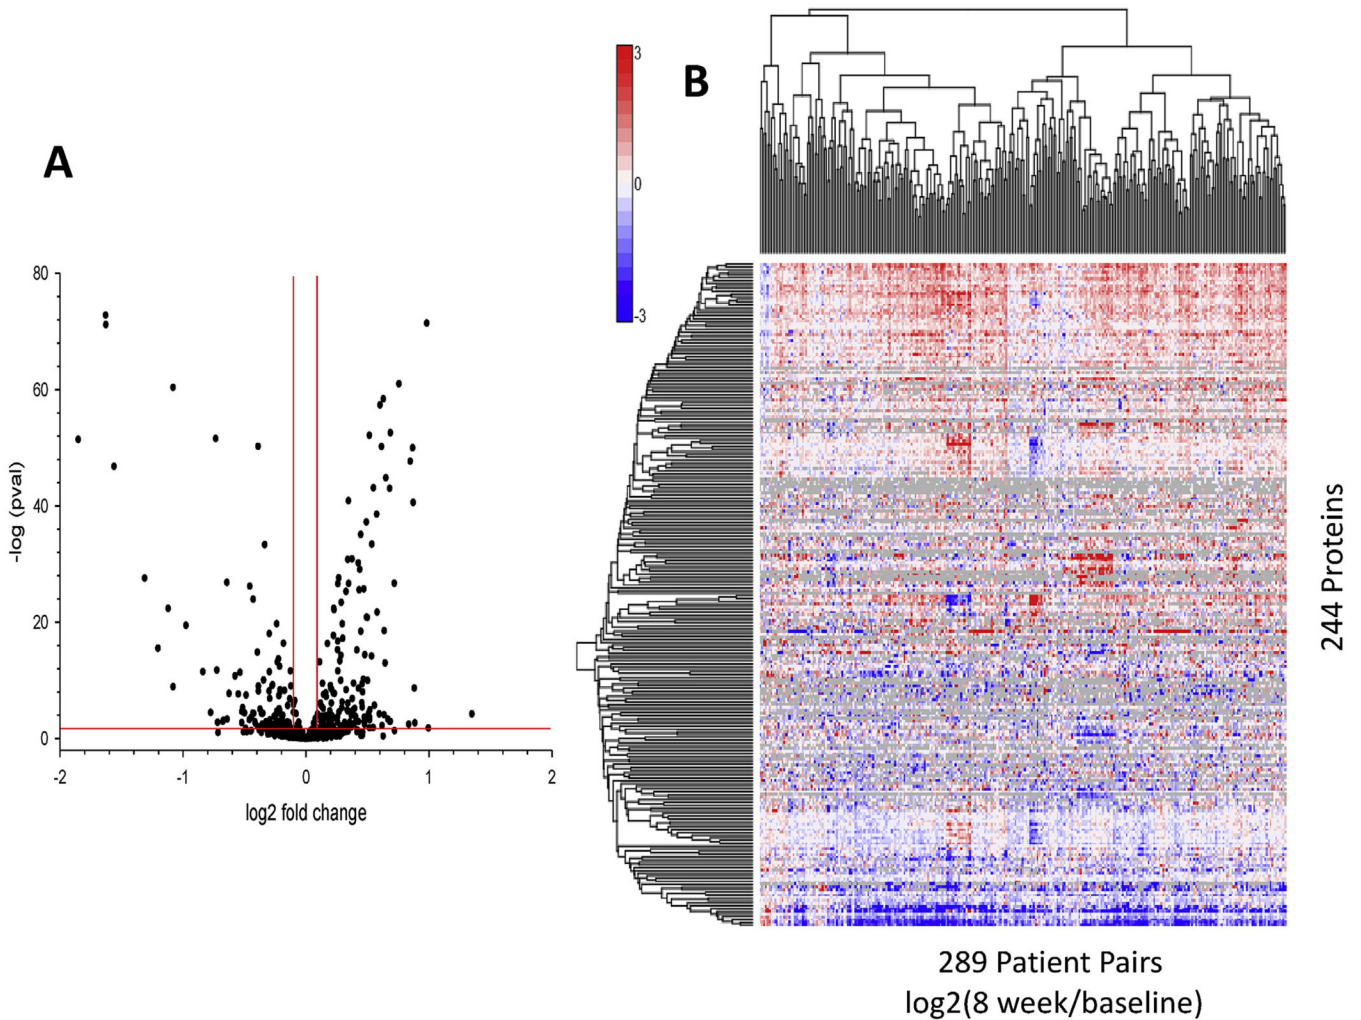 A
80
60
40
20
0
-log (pval)
-2
-1
0
1
2
log2 fold change
3
0
-3
B
244 Proteins
289 Patient Pairs
log2(8 week/baseline)